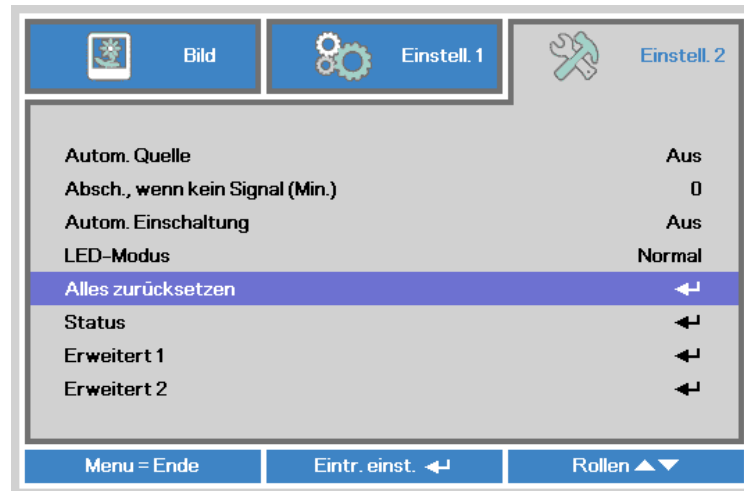 Bild
Einstell. 1
Einstell. 2
Autom. Quelle Aus
Absch., wenn kein Signal (Min.) 0
Autom. Einschaltung Aus
LED-Modus Normal
Alles zurücksetzen
Status
Erweitert 1
Erweitert 2
Menu = Ende
Eintr. einst.
Rollen